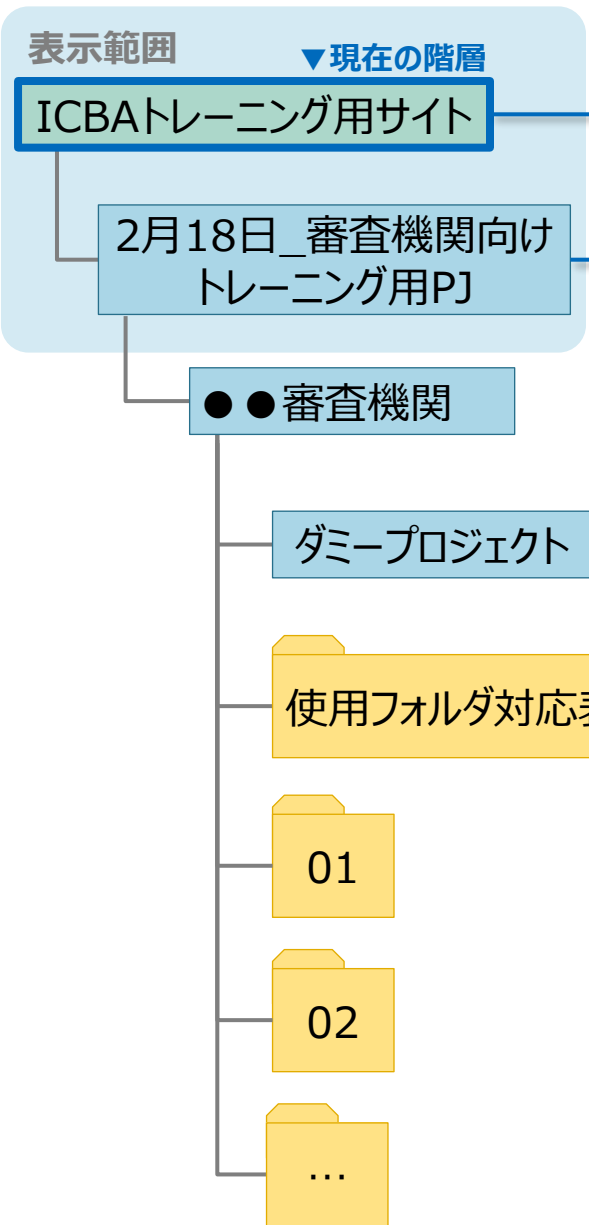 表示範囲
▼現在の階層
ICBAトレーニング用サイト
2月18日_審査機関向け
トレーニング用PJ
●●審査機関
ダミープロジェクト
使用フォルダ対応表
01
02
…